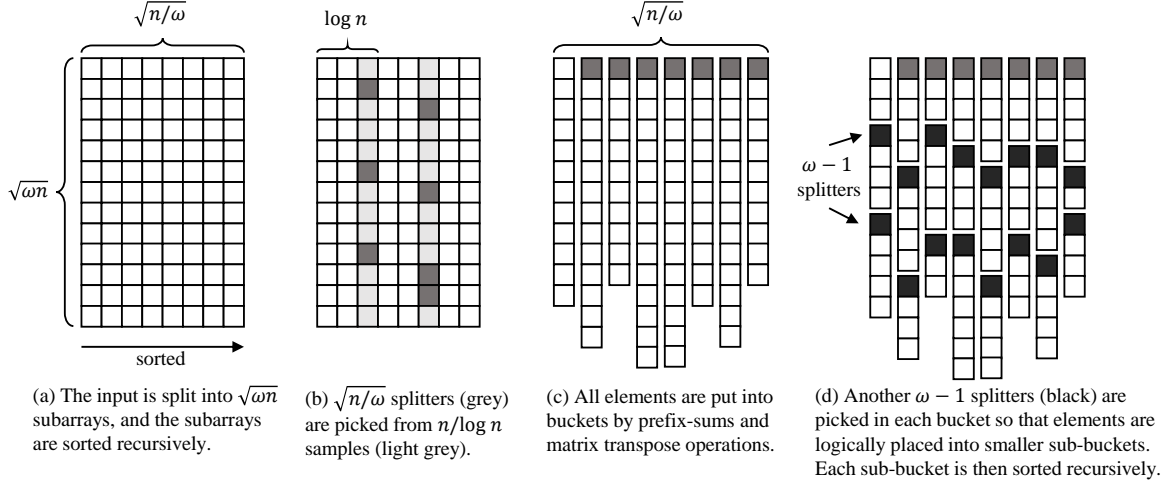 √n/ω
√ωn
sorted
(a) The input is split into √ωn
subarrays, and the subarrays
are sorted recursively.
log n
(b) √n/ω splitters (grey)
are picked from n/log n
samples (light grey).
√n/ω
(c) All elements are put into
buckets by prefix-sums and
matrix transpose operations.
ω − 1
splitters
(d) Another ω − 1 splitters (black) are
picked in each bucket so that elements are
logically placed into smaller sub-buckets.
Each sub-bucket is then sorted recursively.